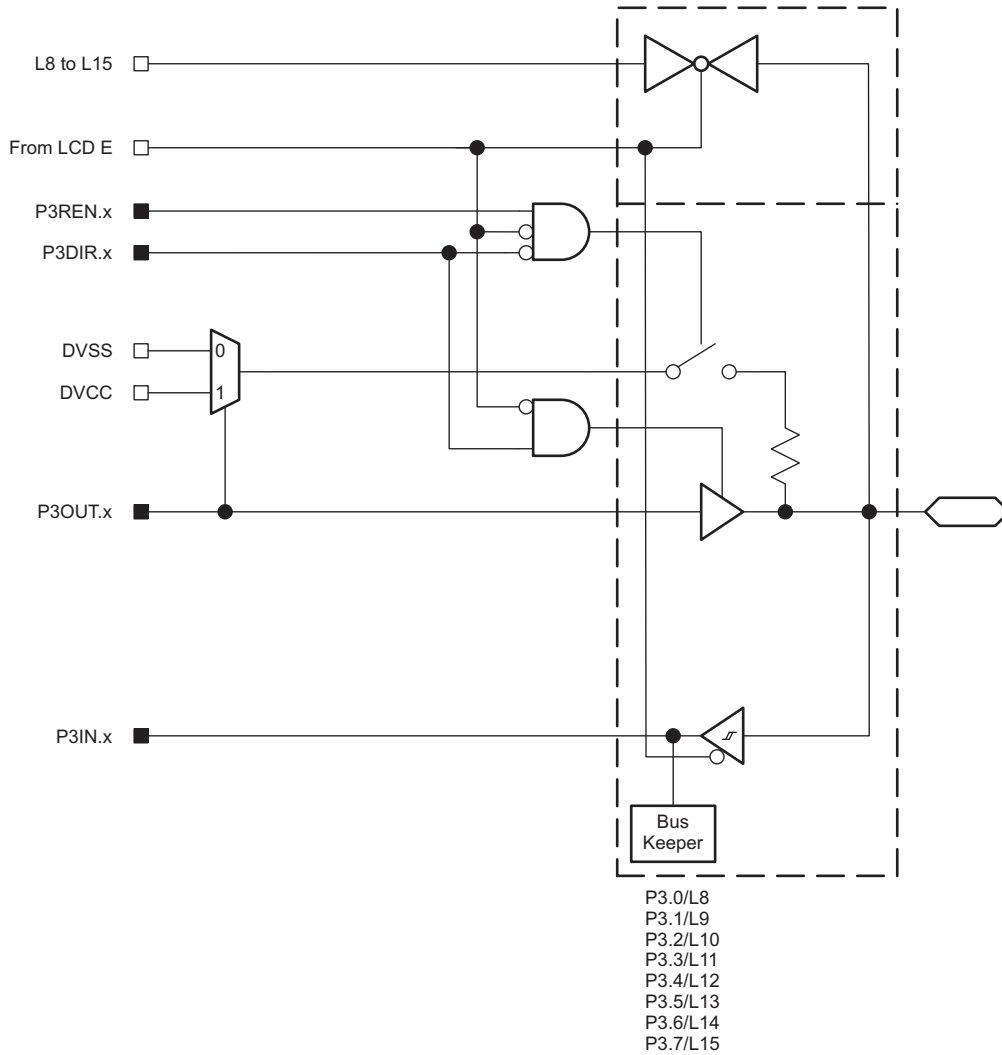 L8 to L15
From LCD E
P3REN.x
P3DIR.x
DVSS
0
DVCC
1
P3OUT.x
P3IN.x
Bus
Keeper
P3.0/L8
P3.1/L9
P3.2/L10
P3.3/L11
P3.4/L12
P3.5/L13
P3.6/L14
P3.7/L15